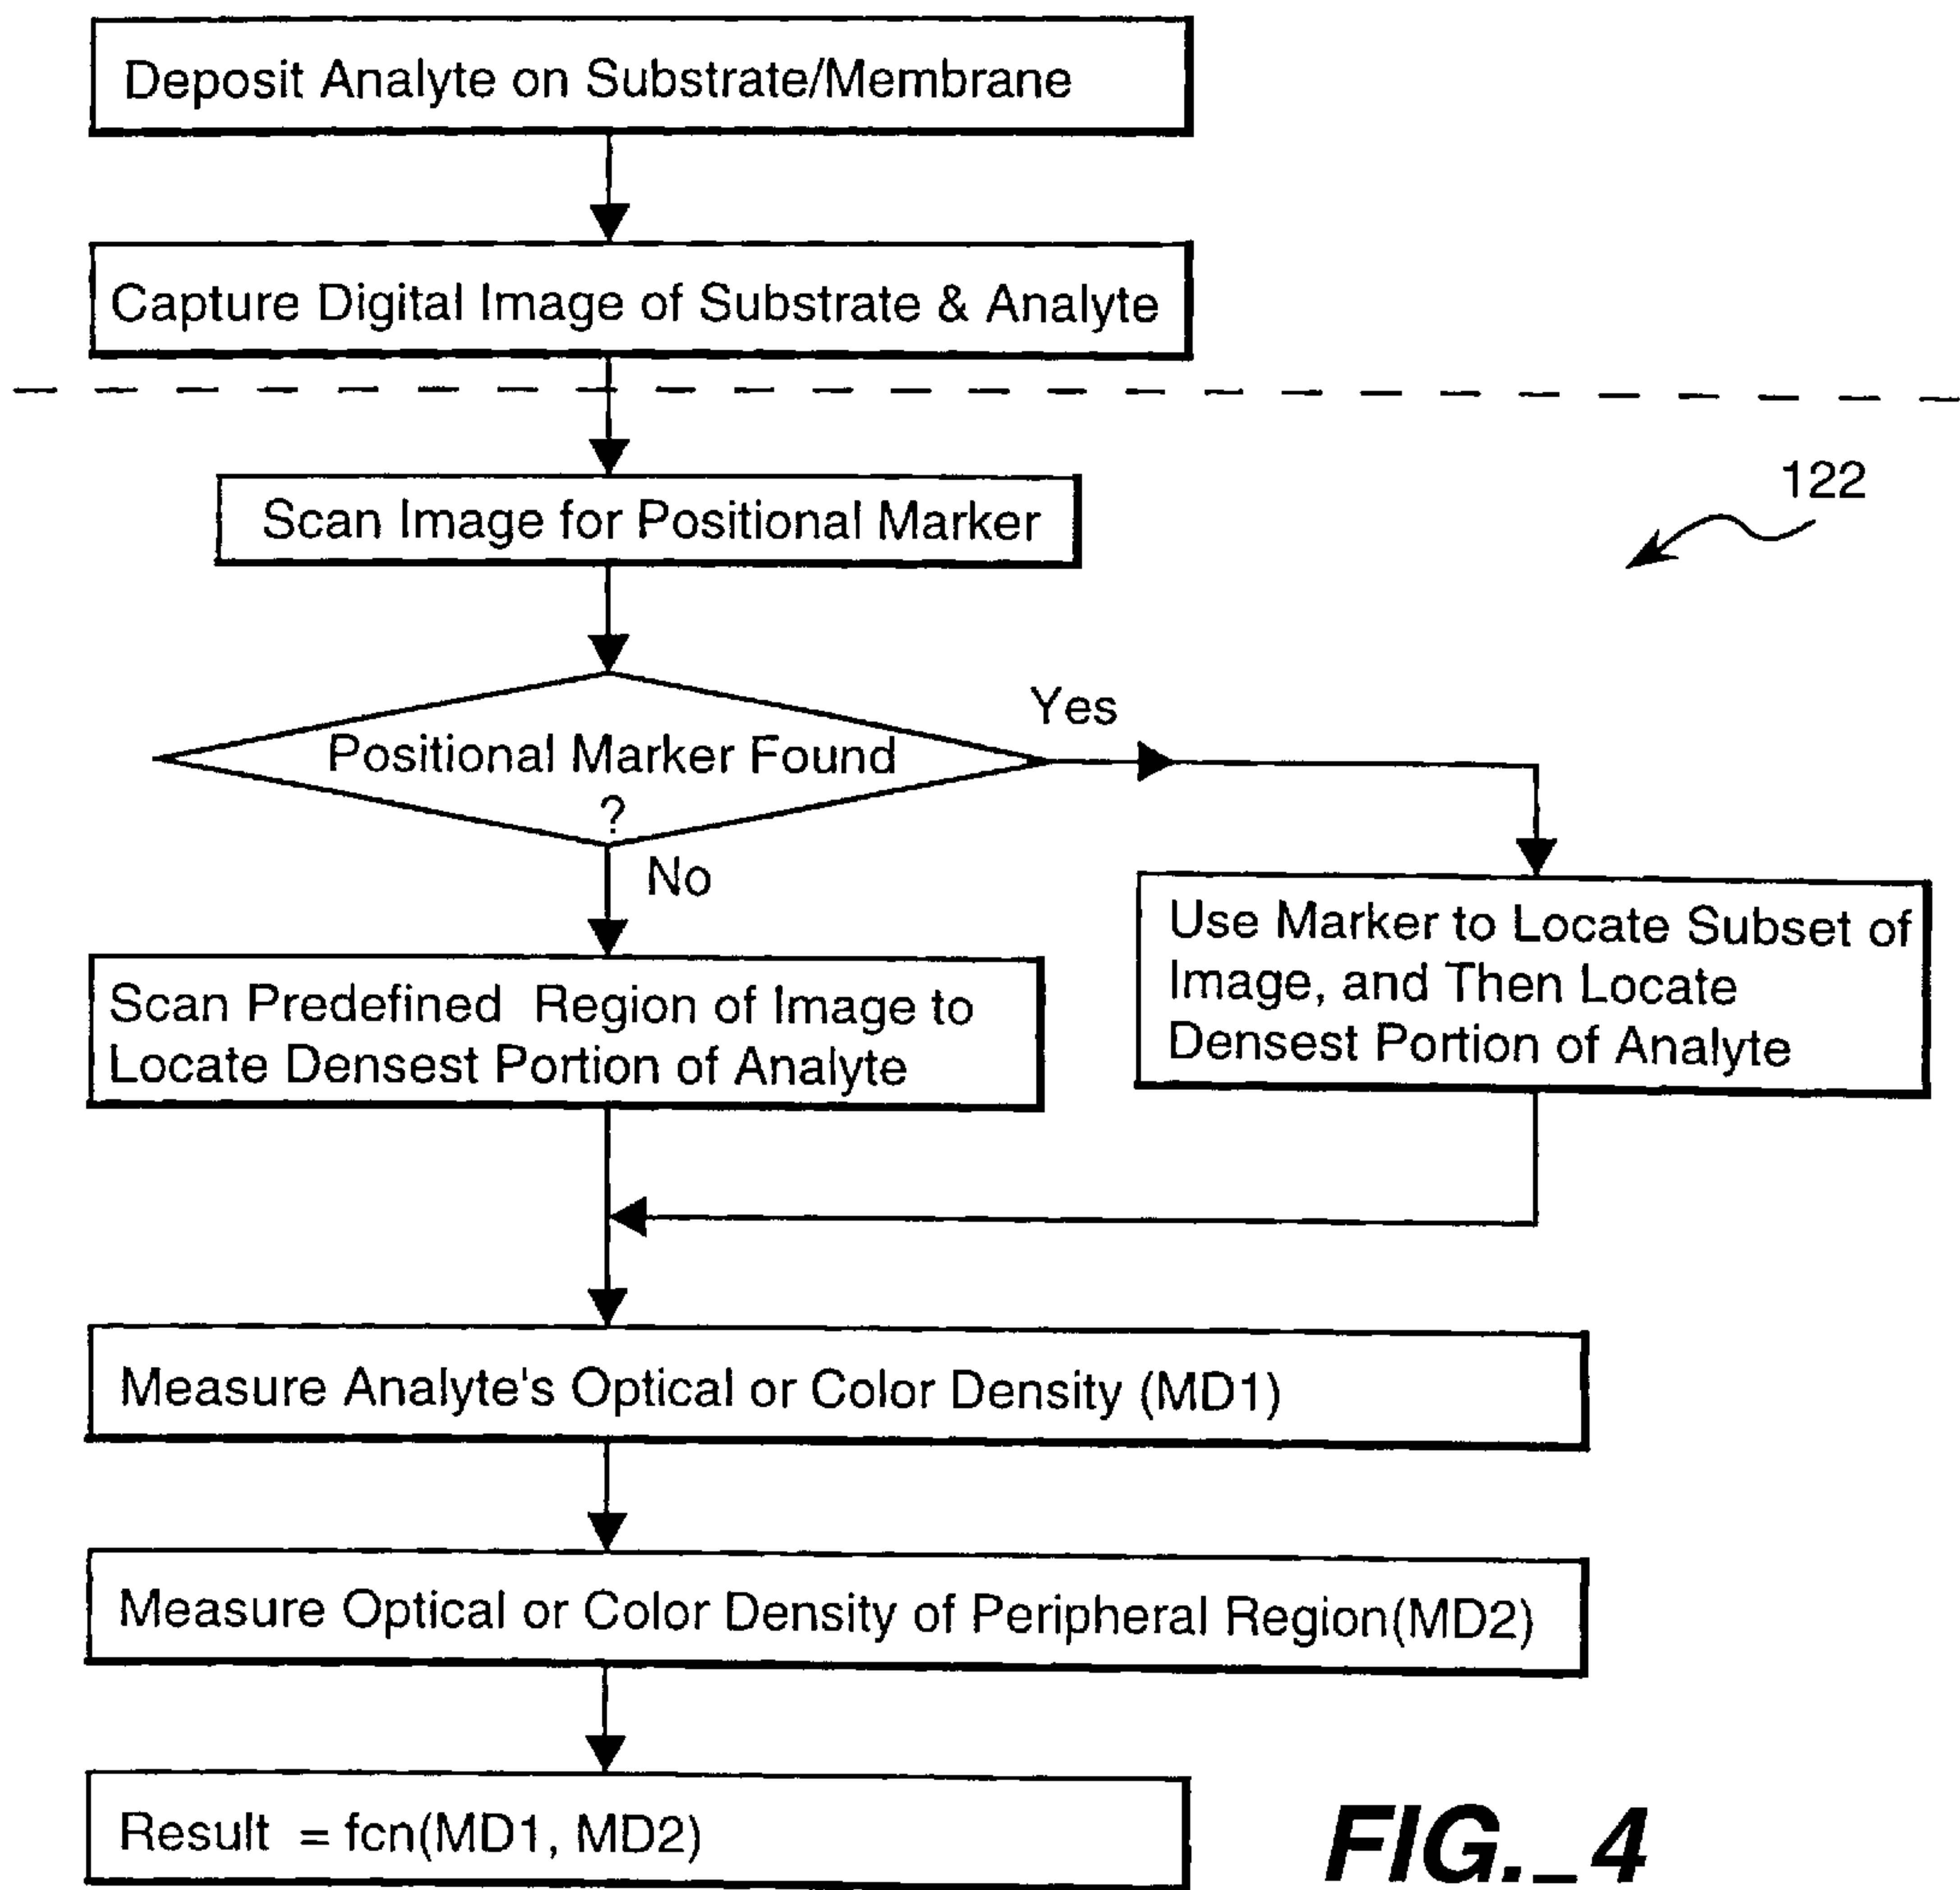 Deposit Analyte on Substrate/Membrane
Capture Digital Image of Substrate & Analyte
122
Scan Image for Positional Marker
Yes
Positional Marker Found
?
No
Use Marker to Locate Subset of
Image, and Then Locate
Densest Portion of Analyte
Scan Predefined Region of Image to
Locate Densest Portion of Analyte
Measure Analyte's Optical or Color Density (MD1)
Measure Optical or Color Density of Peripheral Region(MD2)
Result = fcn(MD1, MD2)
FIG._4